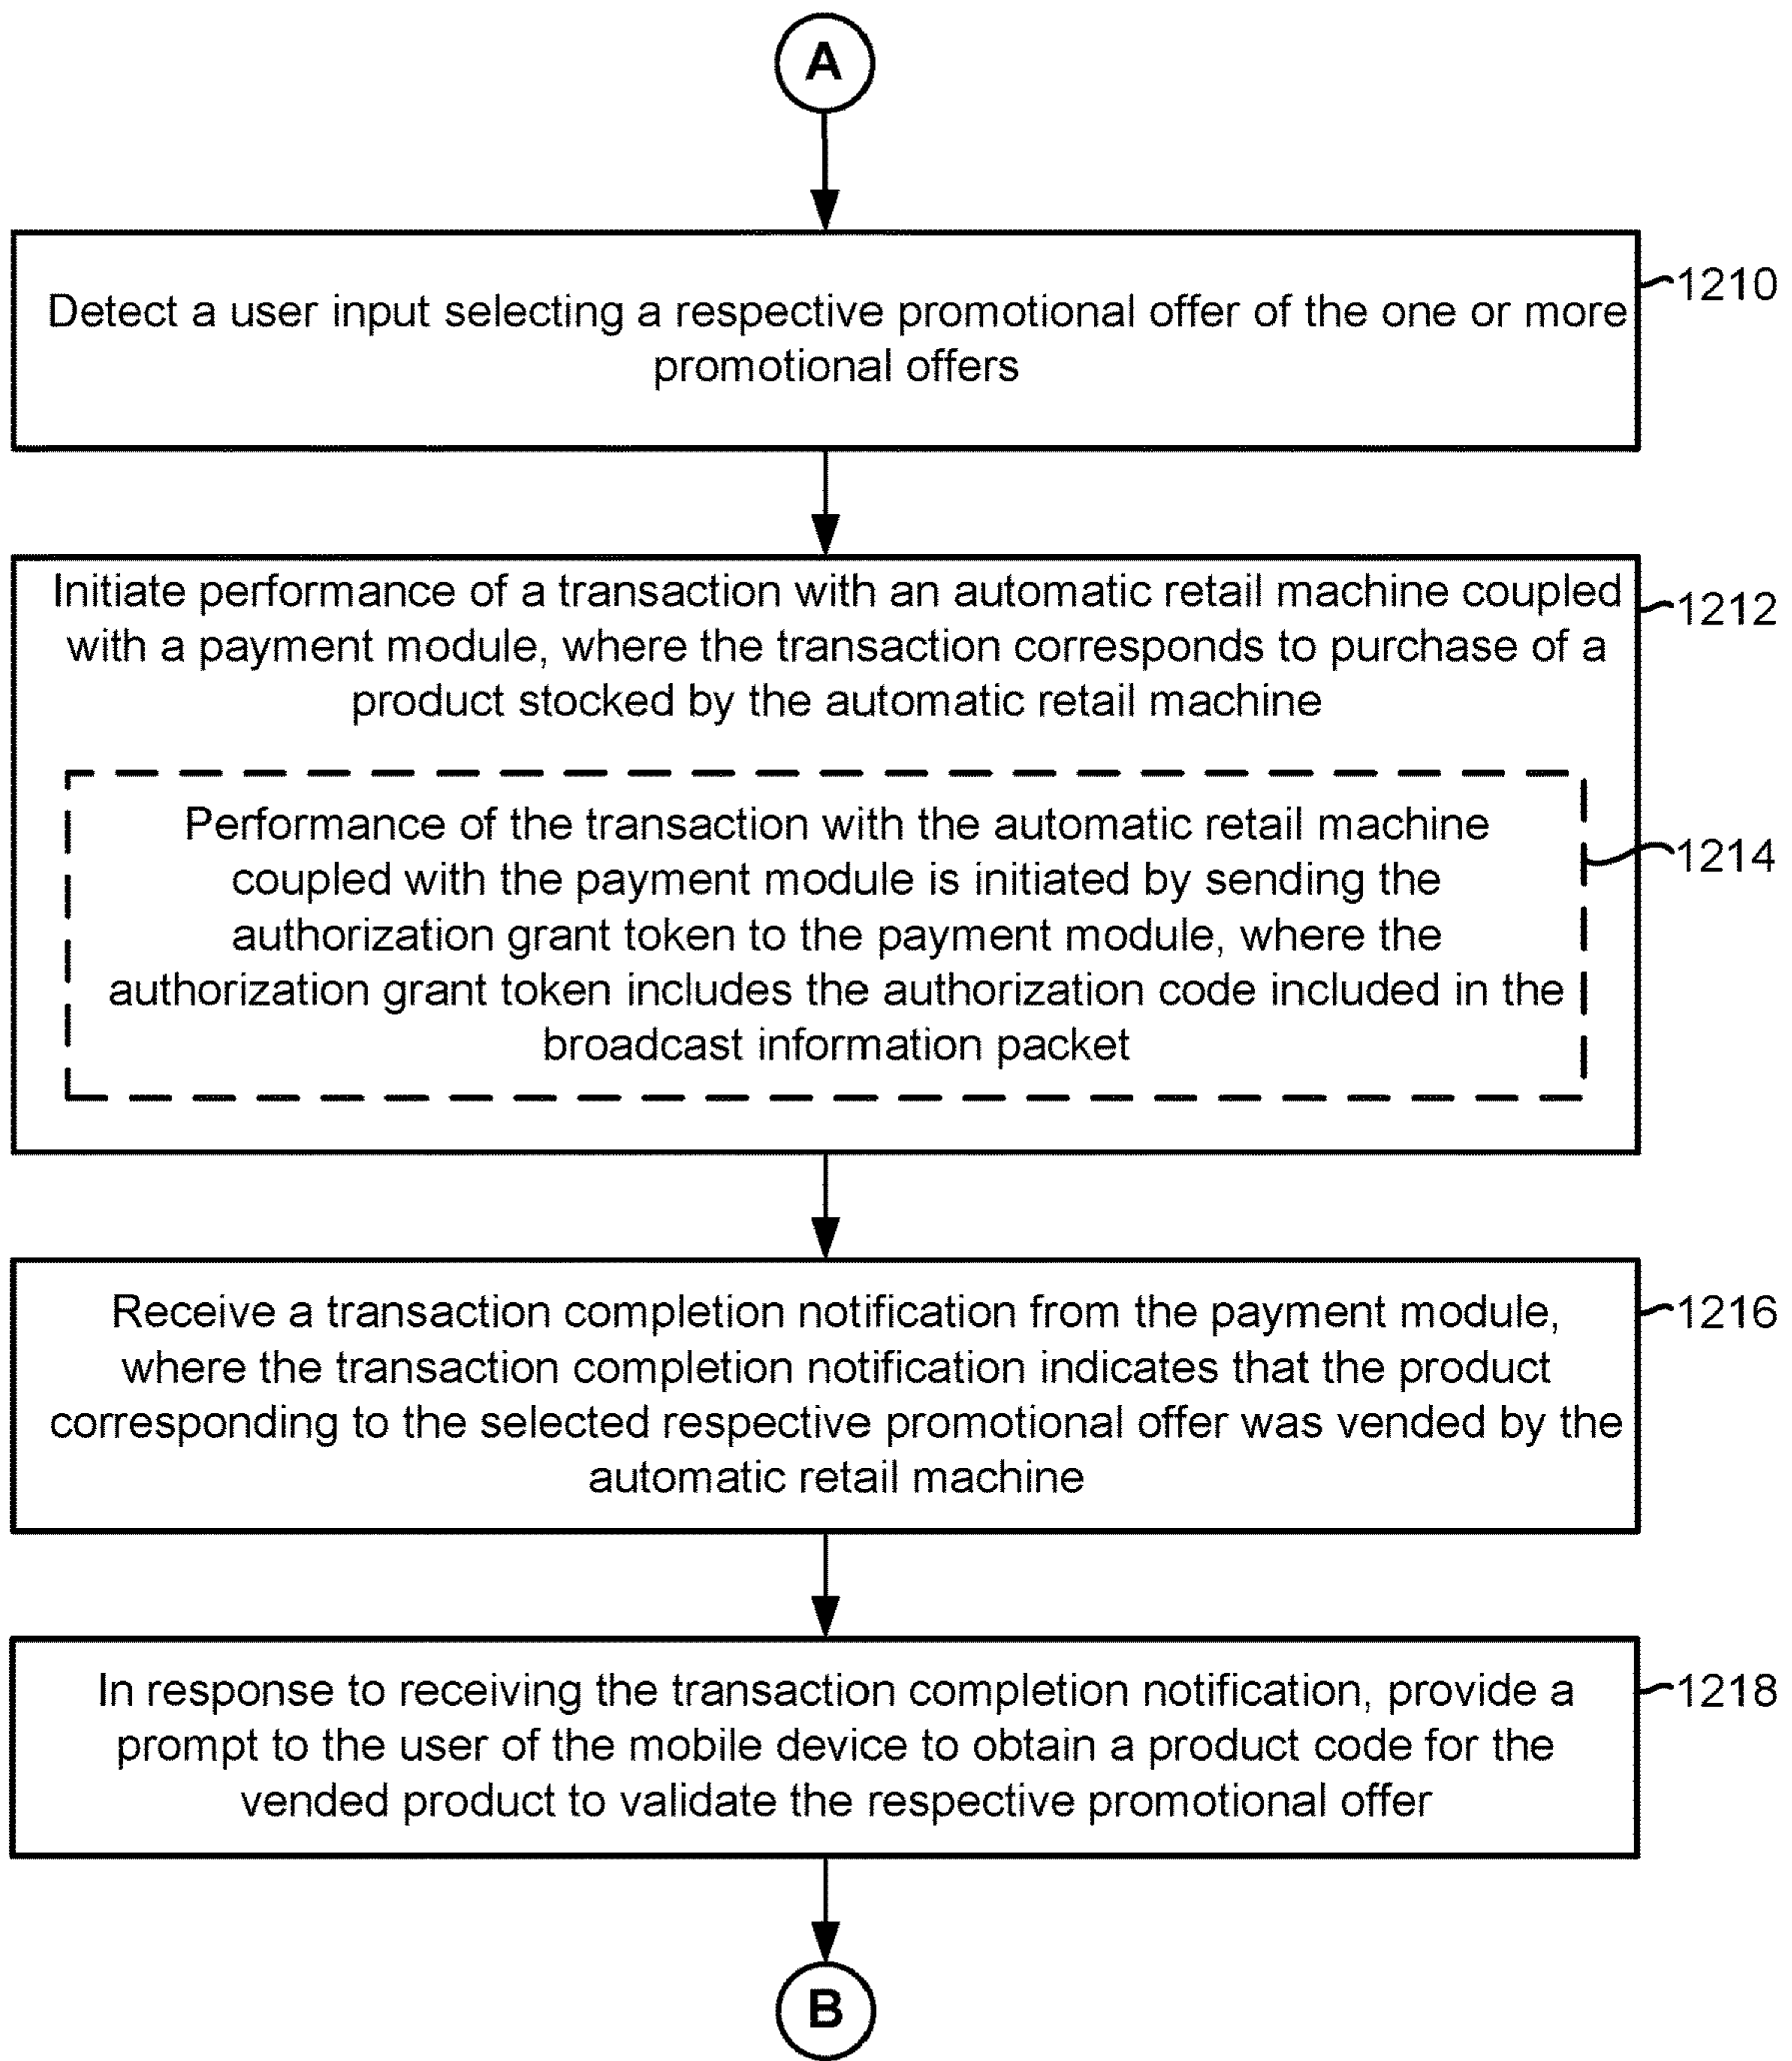 A
Detect a user input selecting a respective promotional offer of the one or more
promotional offers
1210
Initiate performance of a transaction with an automatic retail machine coupled
with a payment module, where the transaction corresponds to purchase of a
product stocked by the automatic retail machine
1212
Performance of the transaction with the automatic retail machine
coupled with the payment module is initiated by sending the
authorization grant token to the payment module, where the
authorization grant token includes the authorization code included in the
broadcast information packet
1214
Receive a transaction completion notification from the payment module,
where the transaction completion notification indicates that the product
corresponding to the selected respective promotional offer was vended by the
automatic retail machine
1216
In response to receiving the transaction completion notification, provide a
prompt to the user of the mobile device to obtain a product code for the
vended product to validate the respective promotional offer
1218
B